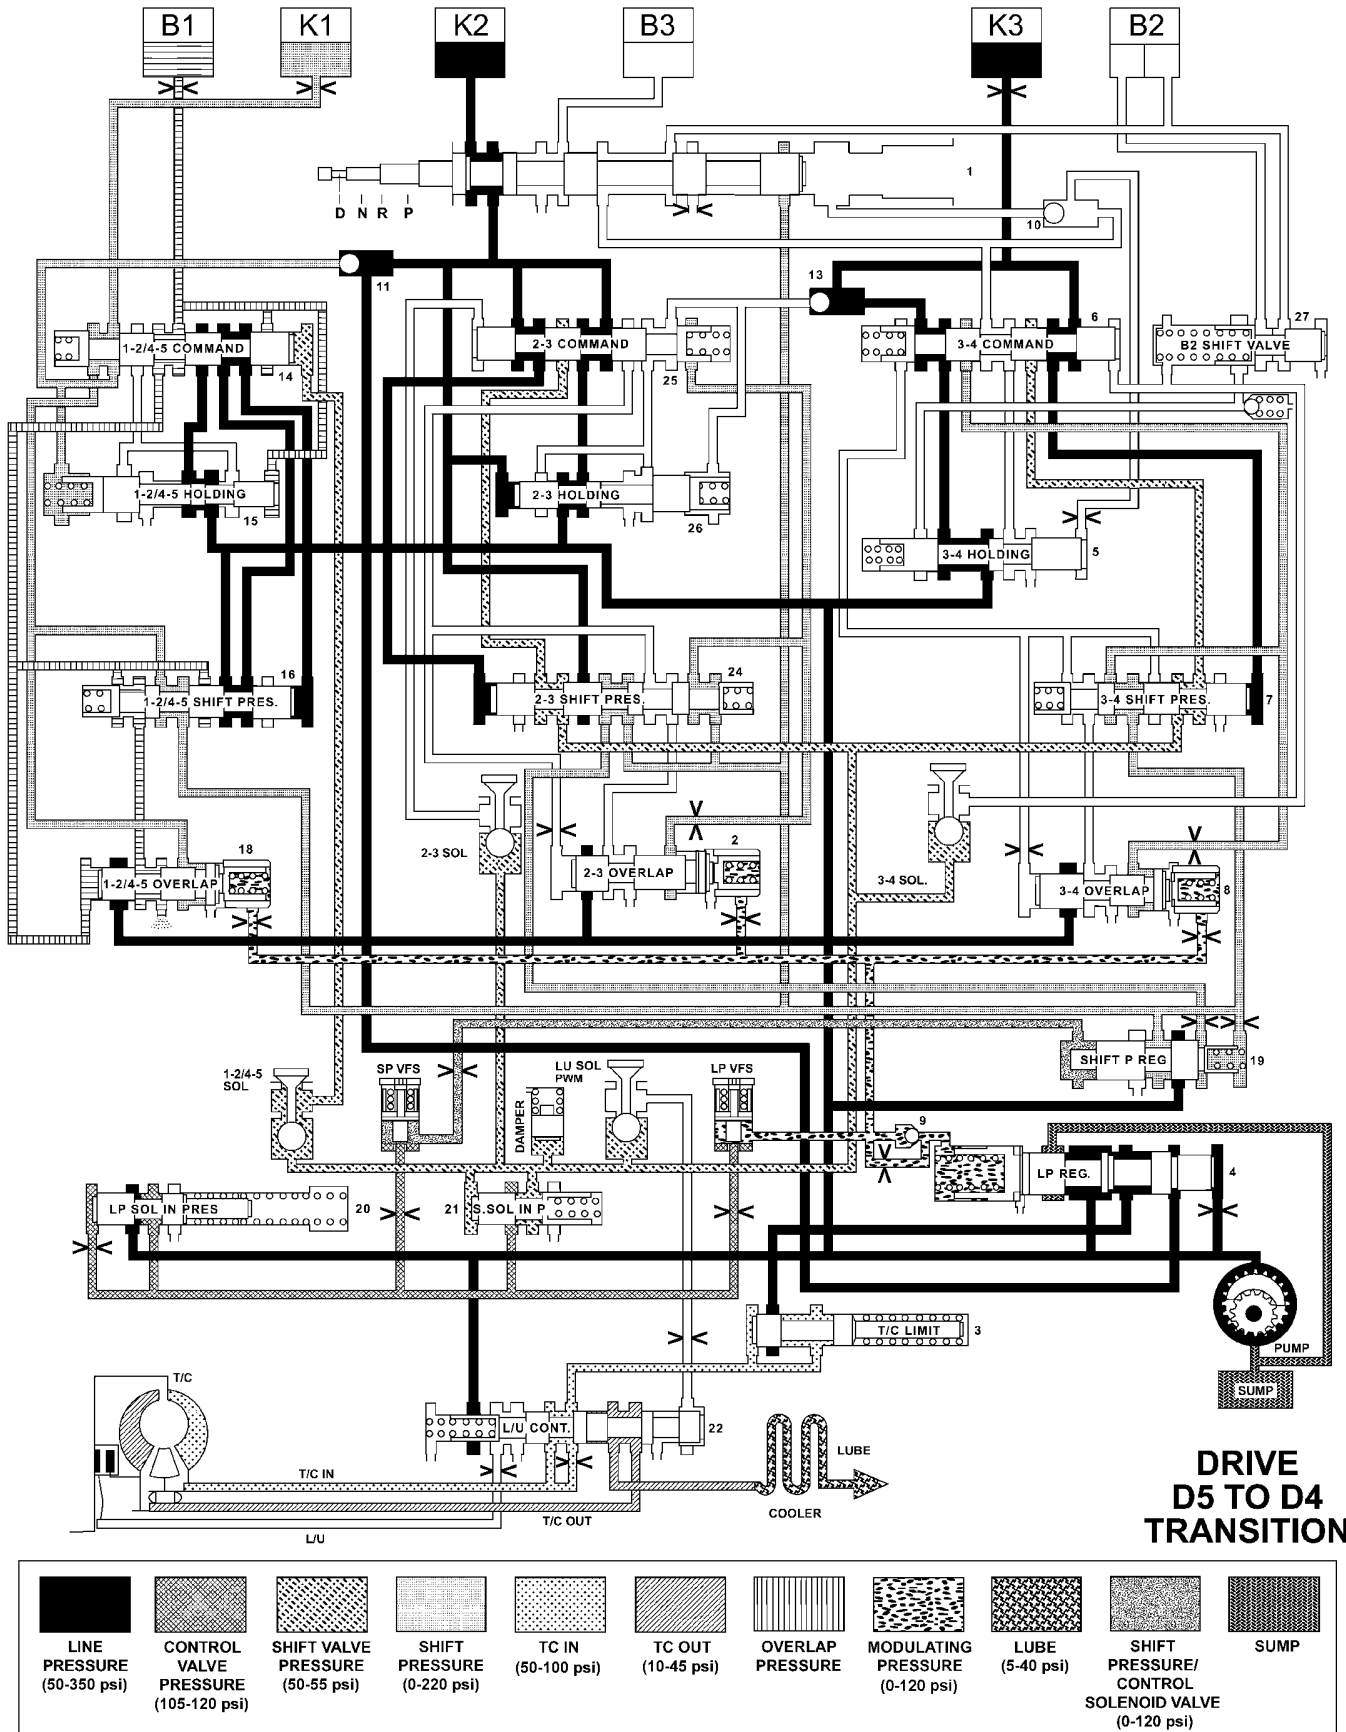 B1
K1
K2
B3
K3
B2
1
D N R P
10
11
13
6
27
1-2/4-5 COMMAND
2-3 COMMAND
3-4 COMMAND
B2 SHIFT VALVE
14
25
1-2/4-5 HOLDING
2-3 HOLDING
15
26
3-4 HOLDING
5
16
24
1-2/4-5 SHIFT PRES.
2-3 SHIFT PRES.
3-4 SHIFT PRES.
7
18
2-3 SOL
2
3-4 SOL.
1-2/4-5 OVERLAP
2-3 OVERLAP
3-4 OVERLAP
8
SHIFT P REG
19
1-2/4-5
SOL
SP VFS
DAMPER
LU SOL
PWM
LP VFS
9
LP REG.
4
LP SOL IN PRES
20
21
S.SOL IN P
T/C LIMIT
3
PUMP
SUMP
T/C
L/U CONT.
22
LUBE
T/C IN
COOLER
T/C OUT
L/U
DRIVE
D5 TO D4
TRANSITION
LINE
PRESSURE
(50-350 psi)
CONTROL
VALVE
PRESSURE
(105-120 psi)
SHIFT VALVE
PRESSURE
(50-55 psi)
SHIFT
PRESSURE
(0-220 psi)
TC IN
(50-100 psi)
TC OUT
(10-45 psi)
OVERLAP
PRESSURE
MODULATING
PRESSURE
(0-120 psi)
LUBE
(5-40 psi)
SHIFT
PRESSURE/
CONTROL
SOLENOID VALVE
(0-120 psi)
SUMP